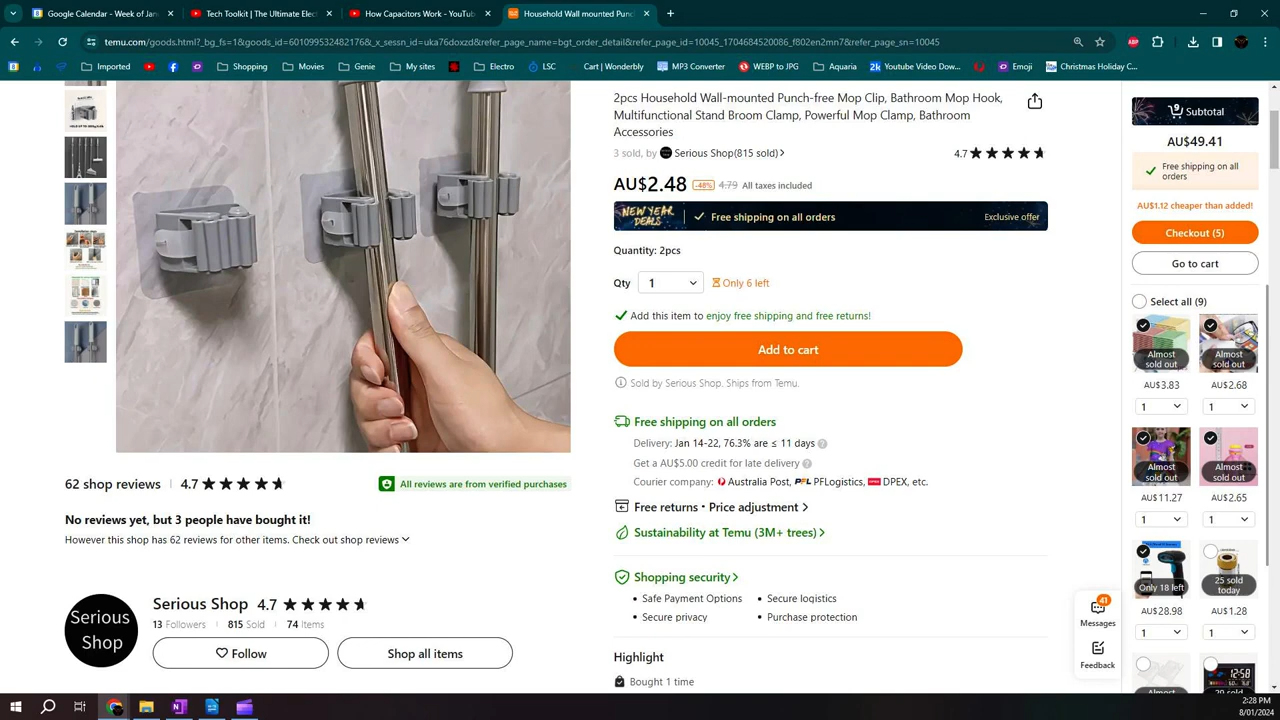 Google Calendar - Week of Jan
Tech Toolkit | The Ultimate Elec
How Capacitors Work - YouTub
Household Wall mounted Punc
temu.com/goods.html?_bg_fs=1&goods_id=601099532482176&_x_sessn_id=uka76doxzd&refer_page_name=bgt_order_detail&refer_page_id=10045_1704684520086_f802en2mn7&refer_page_sn=10045
Imported
Shopping
Movies
Genie
My sites
Electro
LSC
Cart | Wonderbly
MP3 Converter
WEBP to JPG
Aquaria
Youtube Video Dow...
Emoji
Christmas Holiday C...
2pcs Household Wall-mounted Punch-free Mop Clip, Bathroom Mop Hook,
Multifunctional Stand Broom Clamp, Powerful Mop Clamp, Bathroom
Accessories
3 sold, by Serious Shop(815 sold) 4.7
AU$2.48 -48% 4.79 All taxes included
NEW YEAR DEALS Free shipping on all orders Exclusive offer
Quantity: 2pcs
Qty 1 Only 6 left
Add this item to enjoy free shipping and free returns!
Add to cart
Sold by Serious Shop. Ships from Temu.
Free shipping on all orders
Delivery: Jan 14-22, 76.3% are ≤ 11 days
Get a AU$5.00 credit for late delivery
Courier company: Australia Post, PFL PFLogistics, DPEX, etc.
Free returns • Price adjustment
Sustainability at Temu (3M+ trees)
Shopping security
• Safe Payment Options • Secure logistics
• Secure privacy • Purchase protection
Highlight
Bought 1 time
62 shop reviews 4.7 All reviews are from verified purchases
No reviews yet, but 3 people have bought it!
However this shop has 62 reviews for other items. Check out shop reviews
Serious Shop
Serious Shop 4.7
13 Followers 815 Sold 74 Items
Follow
Shop all items
Messages
41
Feedback
9 Subtotal
AU$49.41
Free shipping on all
orders
AU$1.12 cheaper than added!
Checkout (5)
Go to cart
Select all (9)
Almost sold out
Almost sold out
AU$3.83 AU$2.68
1 1
Almost sold out
Almost sold out
AU$11.27 AU$2.65
1 1
Only 18 left
25 sold today
AU$28.98 AU$1.28
1 1
Almost
12:58
20 sold
2:28 PM
8/01/2024